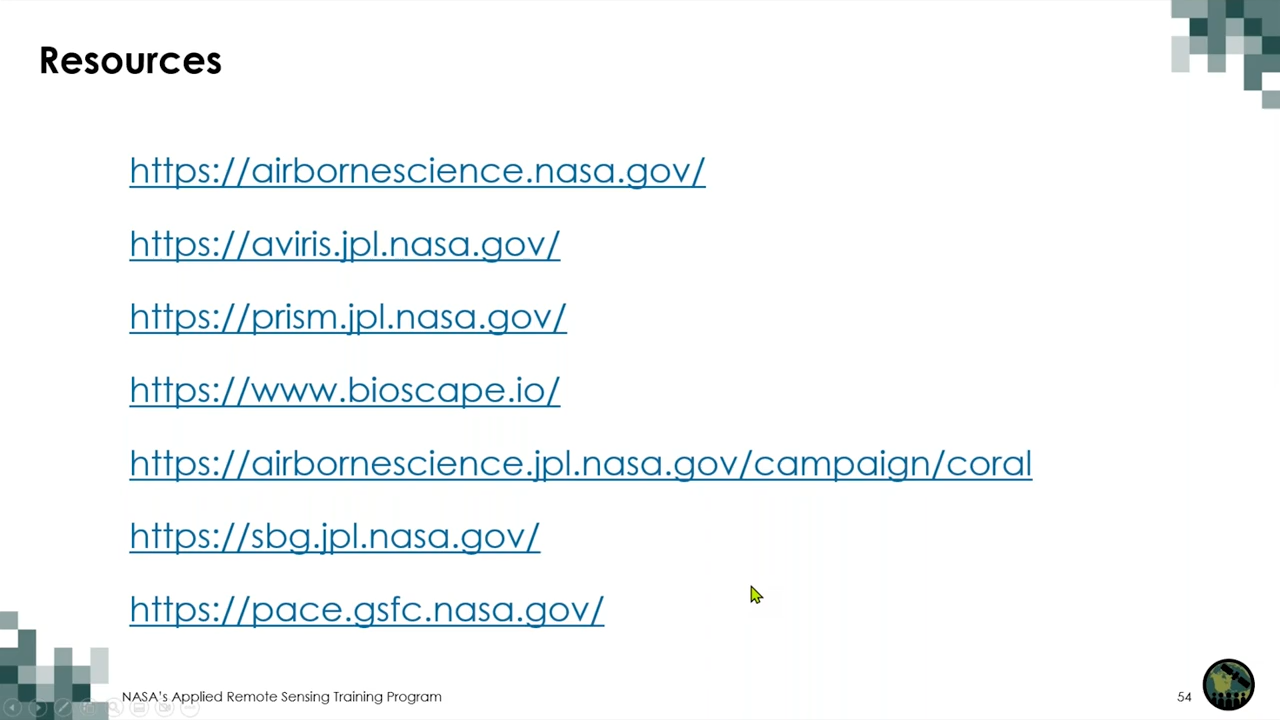 Resources
https://airbornescience.nasa.gov/
https://aviris.jpl.nasa.gov/
https://prism.jpl.nasa.gov/
https://www.bioscape.io/
https://airbornescience.jpl.nasa.gov/campaign/coral
https://sbg.jpl.nasa.gov/
https://pace.gsfc.nasa.gov/
NASA's Applied Remote Sensing Training Program
54